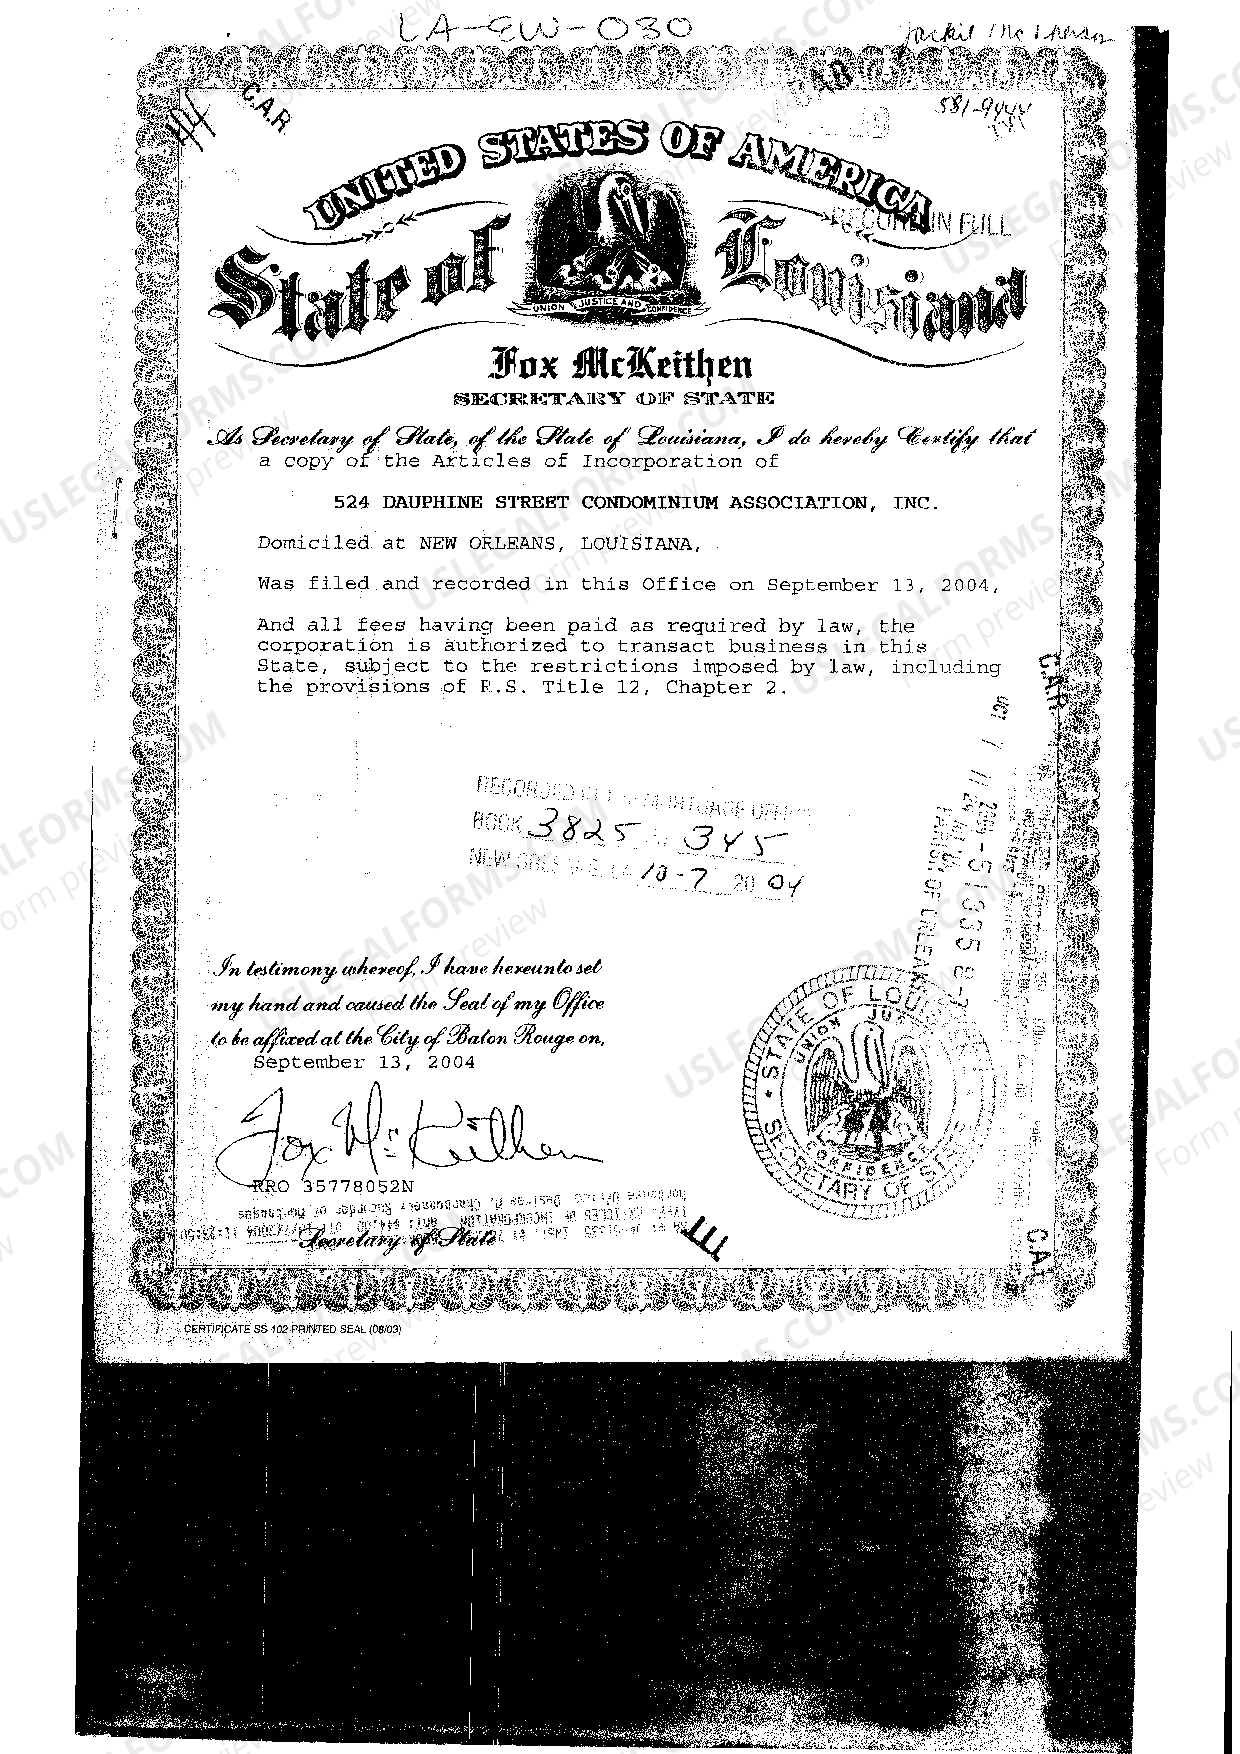 LA-EW-030
C.A.R.
581-9444
UNITED STATES OF AMERICA
RECORD IN FULL
State of Louisiana
UNION JUSTICE AND CONFIDENCE
Fox McKeithen
SECRETARY OF STATE
As Secretary of State, of the State of Louisiana, I do hereby Certify that
a copy of the Articles of Incorporation of
524 DAUPHINE STREET CONDOMINIUM ASSOCIATION, INC.
Domiciled at NEW ORLEANS, LOUISIANA,
Was filed and recorded in this Office on September 13, 2004,
And all fees having been paid as required by law, the
corporation is authorized to transact business in this
State, subject to the restrictions imposed by law, including
the provisions of R.S. Title 12, Chapter 2.
C.A.R.
BOOK 3825 345
10-7 2004
In testimony whereof, I have hereunto set
my hand and caused the Seal of my Office
to be affixed at the City of Baton Rouge on,
September 13, 2004
Fox McKeithen
RRO 35778052N
Secretary of State
STATE OF LOUISIANA
SECRETARY OF STATE
CERTIFICATE SS 102 PRINTED SEAL (08/03)
USLEGALFORMS.COM
Form preview